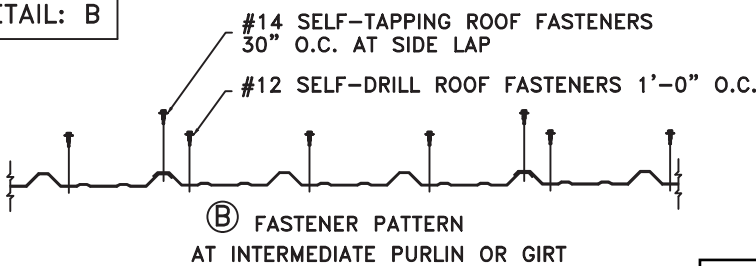 #14 SELF-TAPPING ROOF FASTENERS
30" O.C. AT SIDE LAP
#12 SELF-DRILL ROOF FASTENERS 1'-0" O.C.
B FASTENER PATTERN
AT INTERMEDIATE PURLIN OR GIRT